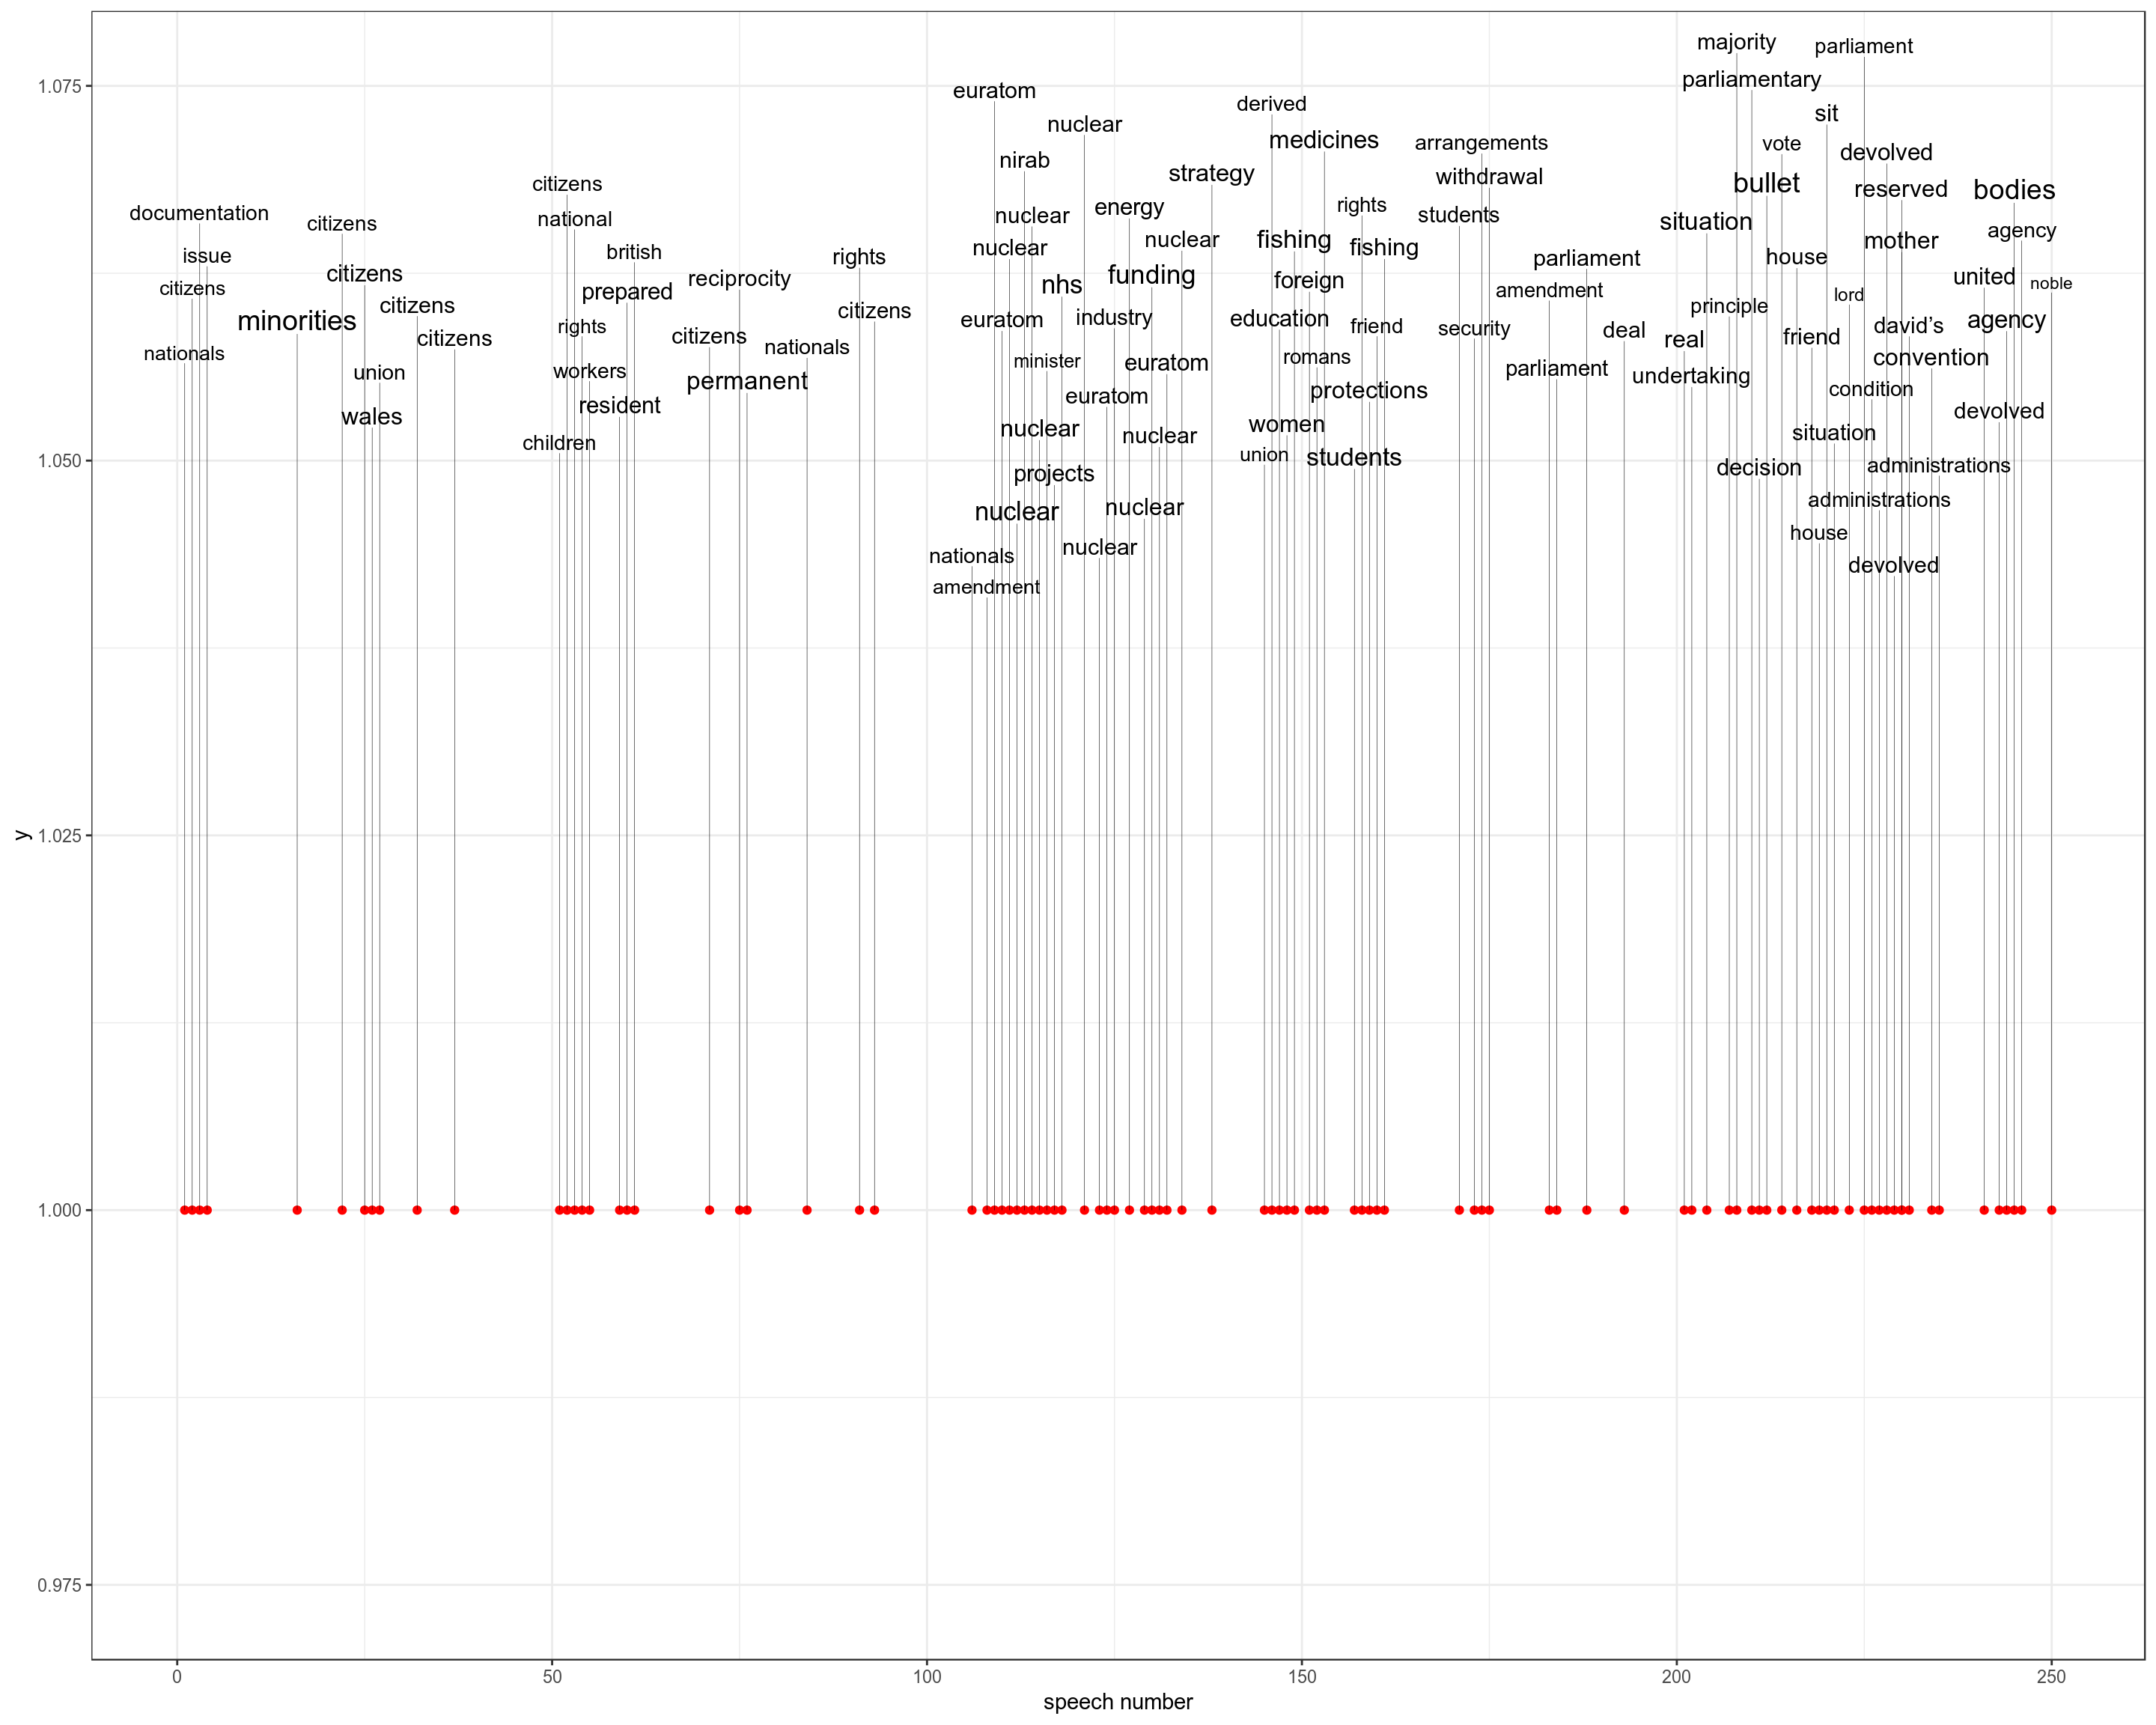 majority
parliament
1.075
parliamentary
euratom
derived
sit
nuclear
medicines
arrangements
vote
devolved
nirab
strategy
withdrawal
citizens
bullet
reserved
bodies
rights
energy
documentation
national
nuclear
students
situation
citizens
agency
nuclear
fishing
mother
british
nuclear
fishing
issue
rights
parliament
house
citizens
reciprocity
funding
foreign
united
noble
citizens
prepared
nhs
amendment
lord
citizens
citizens
principle
minorities
euratom
industry
education
agency
rights
friend
david's
security
deal
citizens
citizens
real
friend
nationals
nationals
minister
romans
convention
union
workers
euratom
parliament
undertaking
permanent
protections
condition
resident
euratom
devolved
wales
women
children
nuclear
nuclear
situation
1.050
union
students
projects
decision
administrations
nuclear
nuclear
administrations
house
nationals
nuclear
devolved
amendment
y
1.025
1.000
0.975
0 50 100 150 200 250
speech number